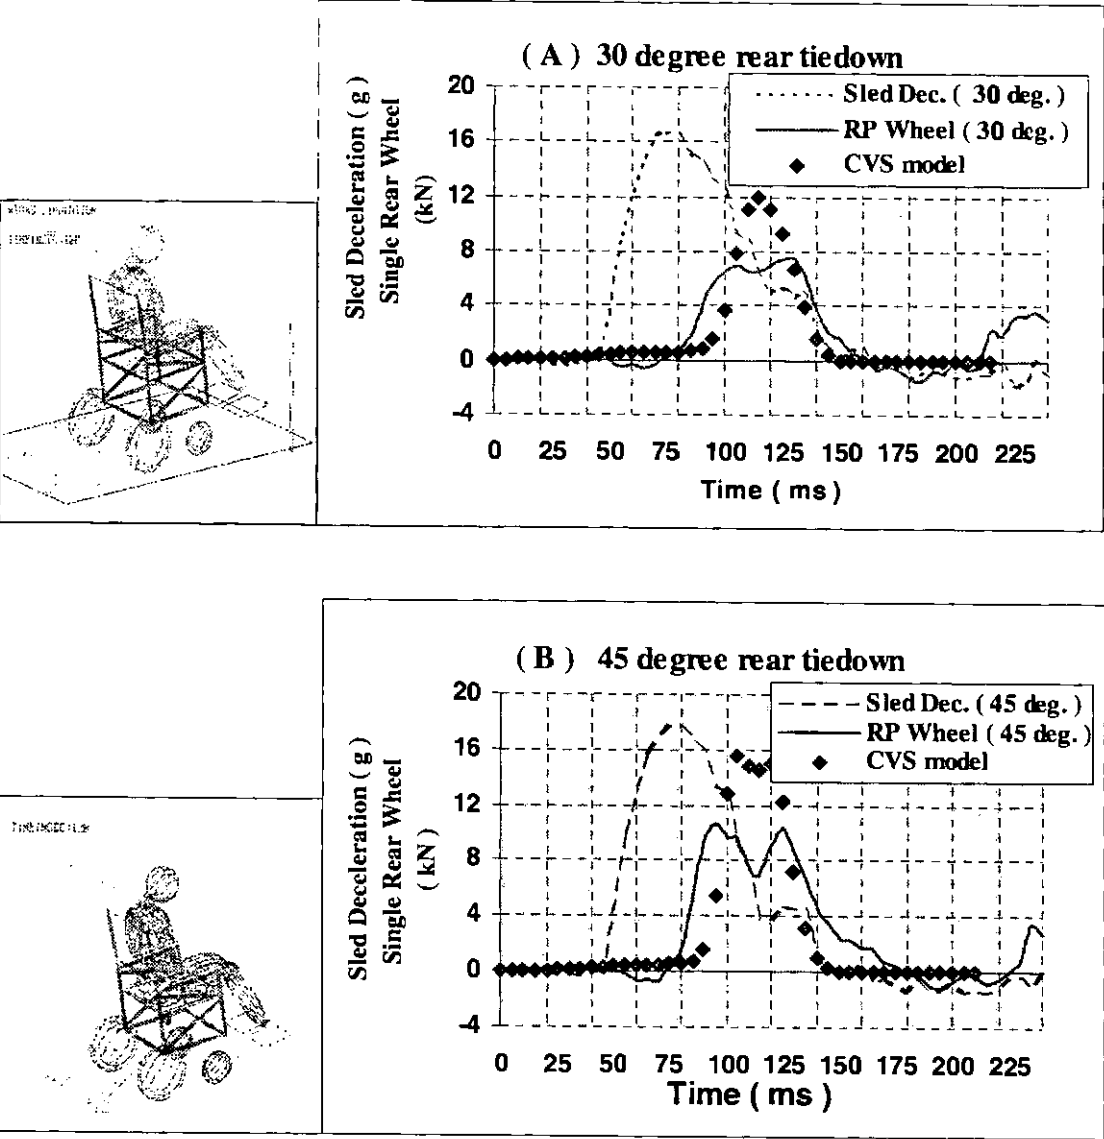 ( A ) 30 degree rear tiedown
Sled Deceleration ( g )
Single Rear Wheel
(kN)
20
16
12
8
4
0
-4
Sled Dec. ( 30 deg. )
RP Wheel ( 30 deg. )
CVS model
0 25 50 75 100 125 150 175 200 225
Time ( ms )
( B ) 45 degree rear tiedown
Sled Deceleration ( g )
Single Rear Wheel
( kN)
20
16
12
8
4
0
-4
Sled Dec. ( 45 deg. )
RP Wheel ( 45 deg. )
CVS model
0 25 50 75 100 125 150 175 200 225
Time ( ms )